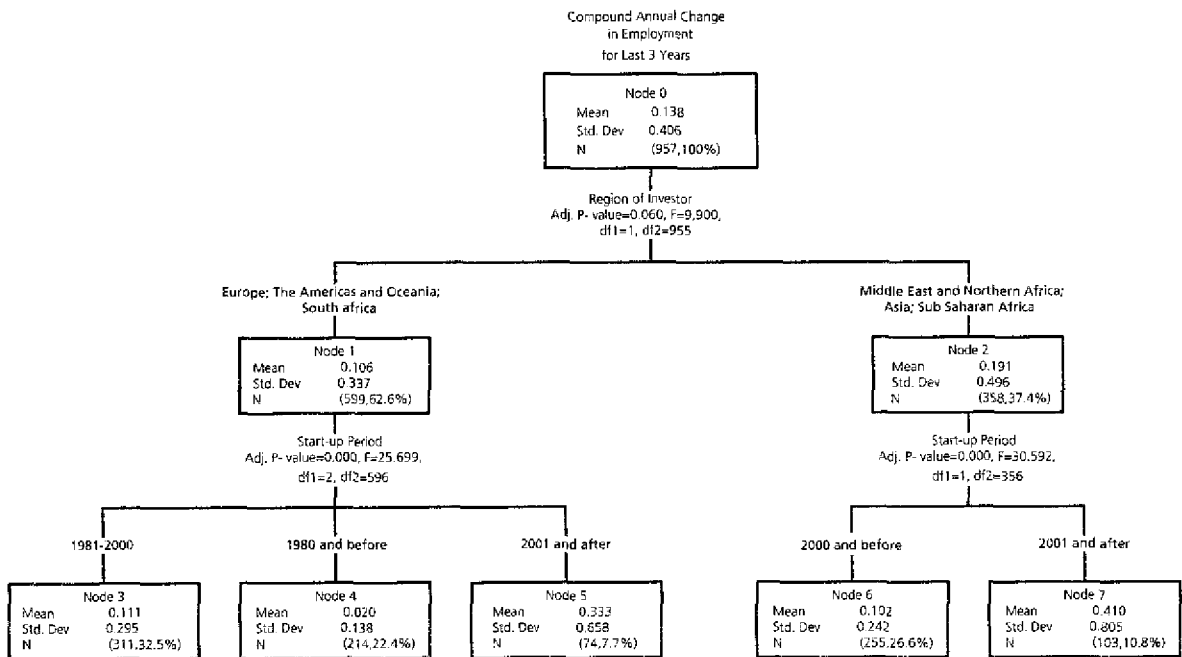 Compound Annual Change
in Employment
for Last 3 Years
Node 0
Mean 0.138
Std. Dev 0.406
N (957,100%)
Region of Investor
Adj. P- value=0.060, F=9,900,
df1=1, df2=955
Europe; The Americas and Oceania;
South africa
Middle East and Northern Africa;
Asia; Sub Saharan Africa
Node 1
Mean 0.106
Std. Dev 0.337
N (599,62.6%)
Node 2
Mean 0.191
Std. Dev 0.496
N (358,37.4%)
Start-up Period
Adj. P- value=0.000, F=25.699,
df1=2, df2=596
Start-up Period
Adj. P- value=0.000, F=30.592,
df1=1, df2=356
1981-2000
1980 and before
2001 and after
2000 and before
2001 and after
Node 3
Mean 0.111
Std. Dev 0.295
N (311,32.5%)
Node 4
Mean 0.020
Std. Dev 0.138
N (214,22.4%)
Node 5
Mean 0.333
Std. Dev 0.658
N (74,7.7%)
Node 6
Mean 0.102
Std. Dev 0.242
N (255,26.6%)
Node 7
Mean 0.410
Std. Dev 0.805
N (103,10.8%)